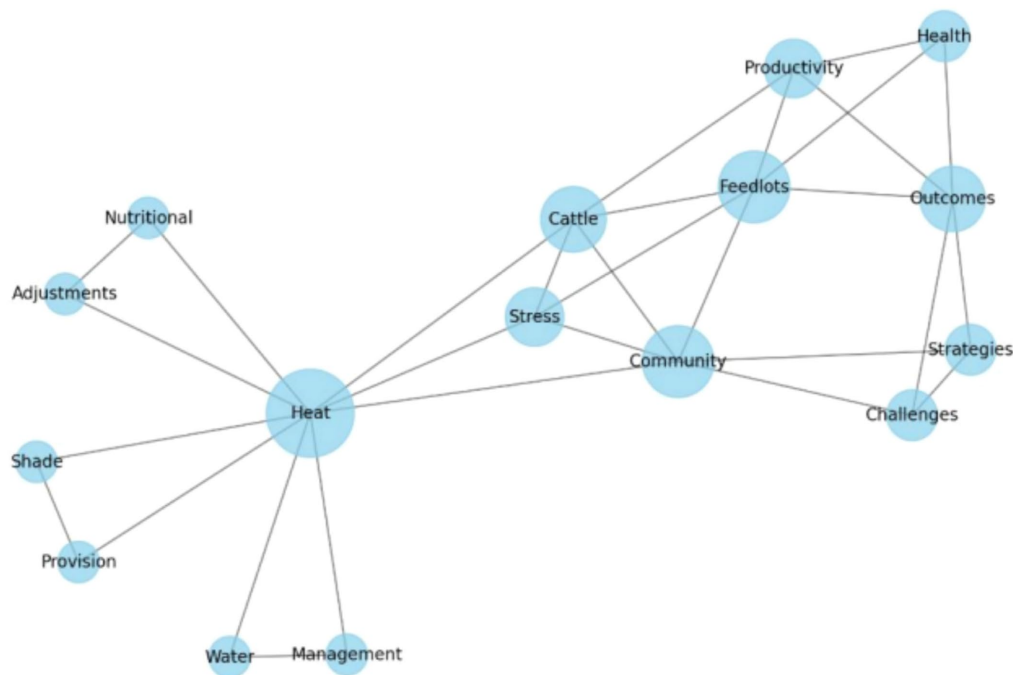 Health
Productivity
Feedlots
Outcomes
Nutritional
Cattle
Adjustments
Stress
Strategies
Community
Heat
Challenges
Shade
Provision
Water
Management